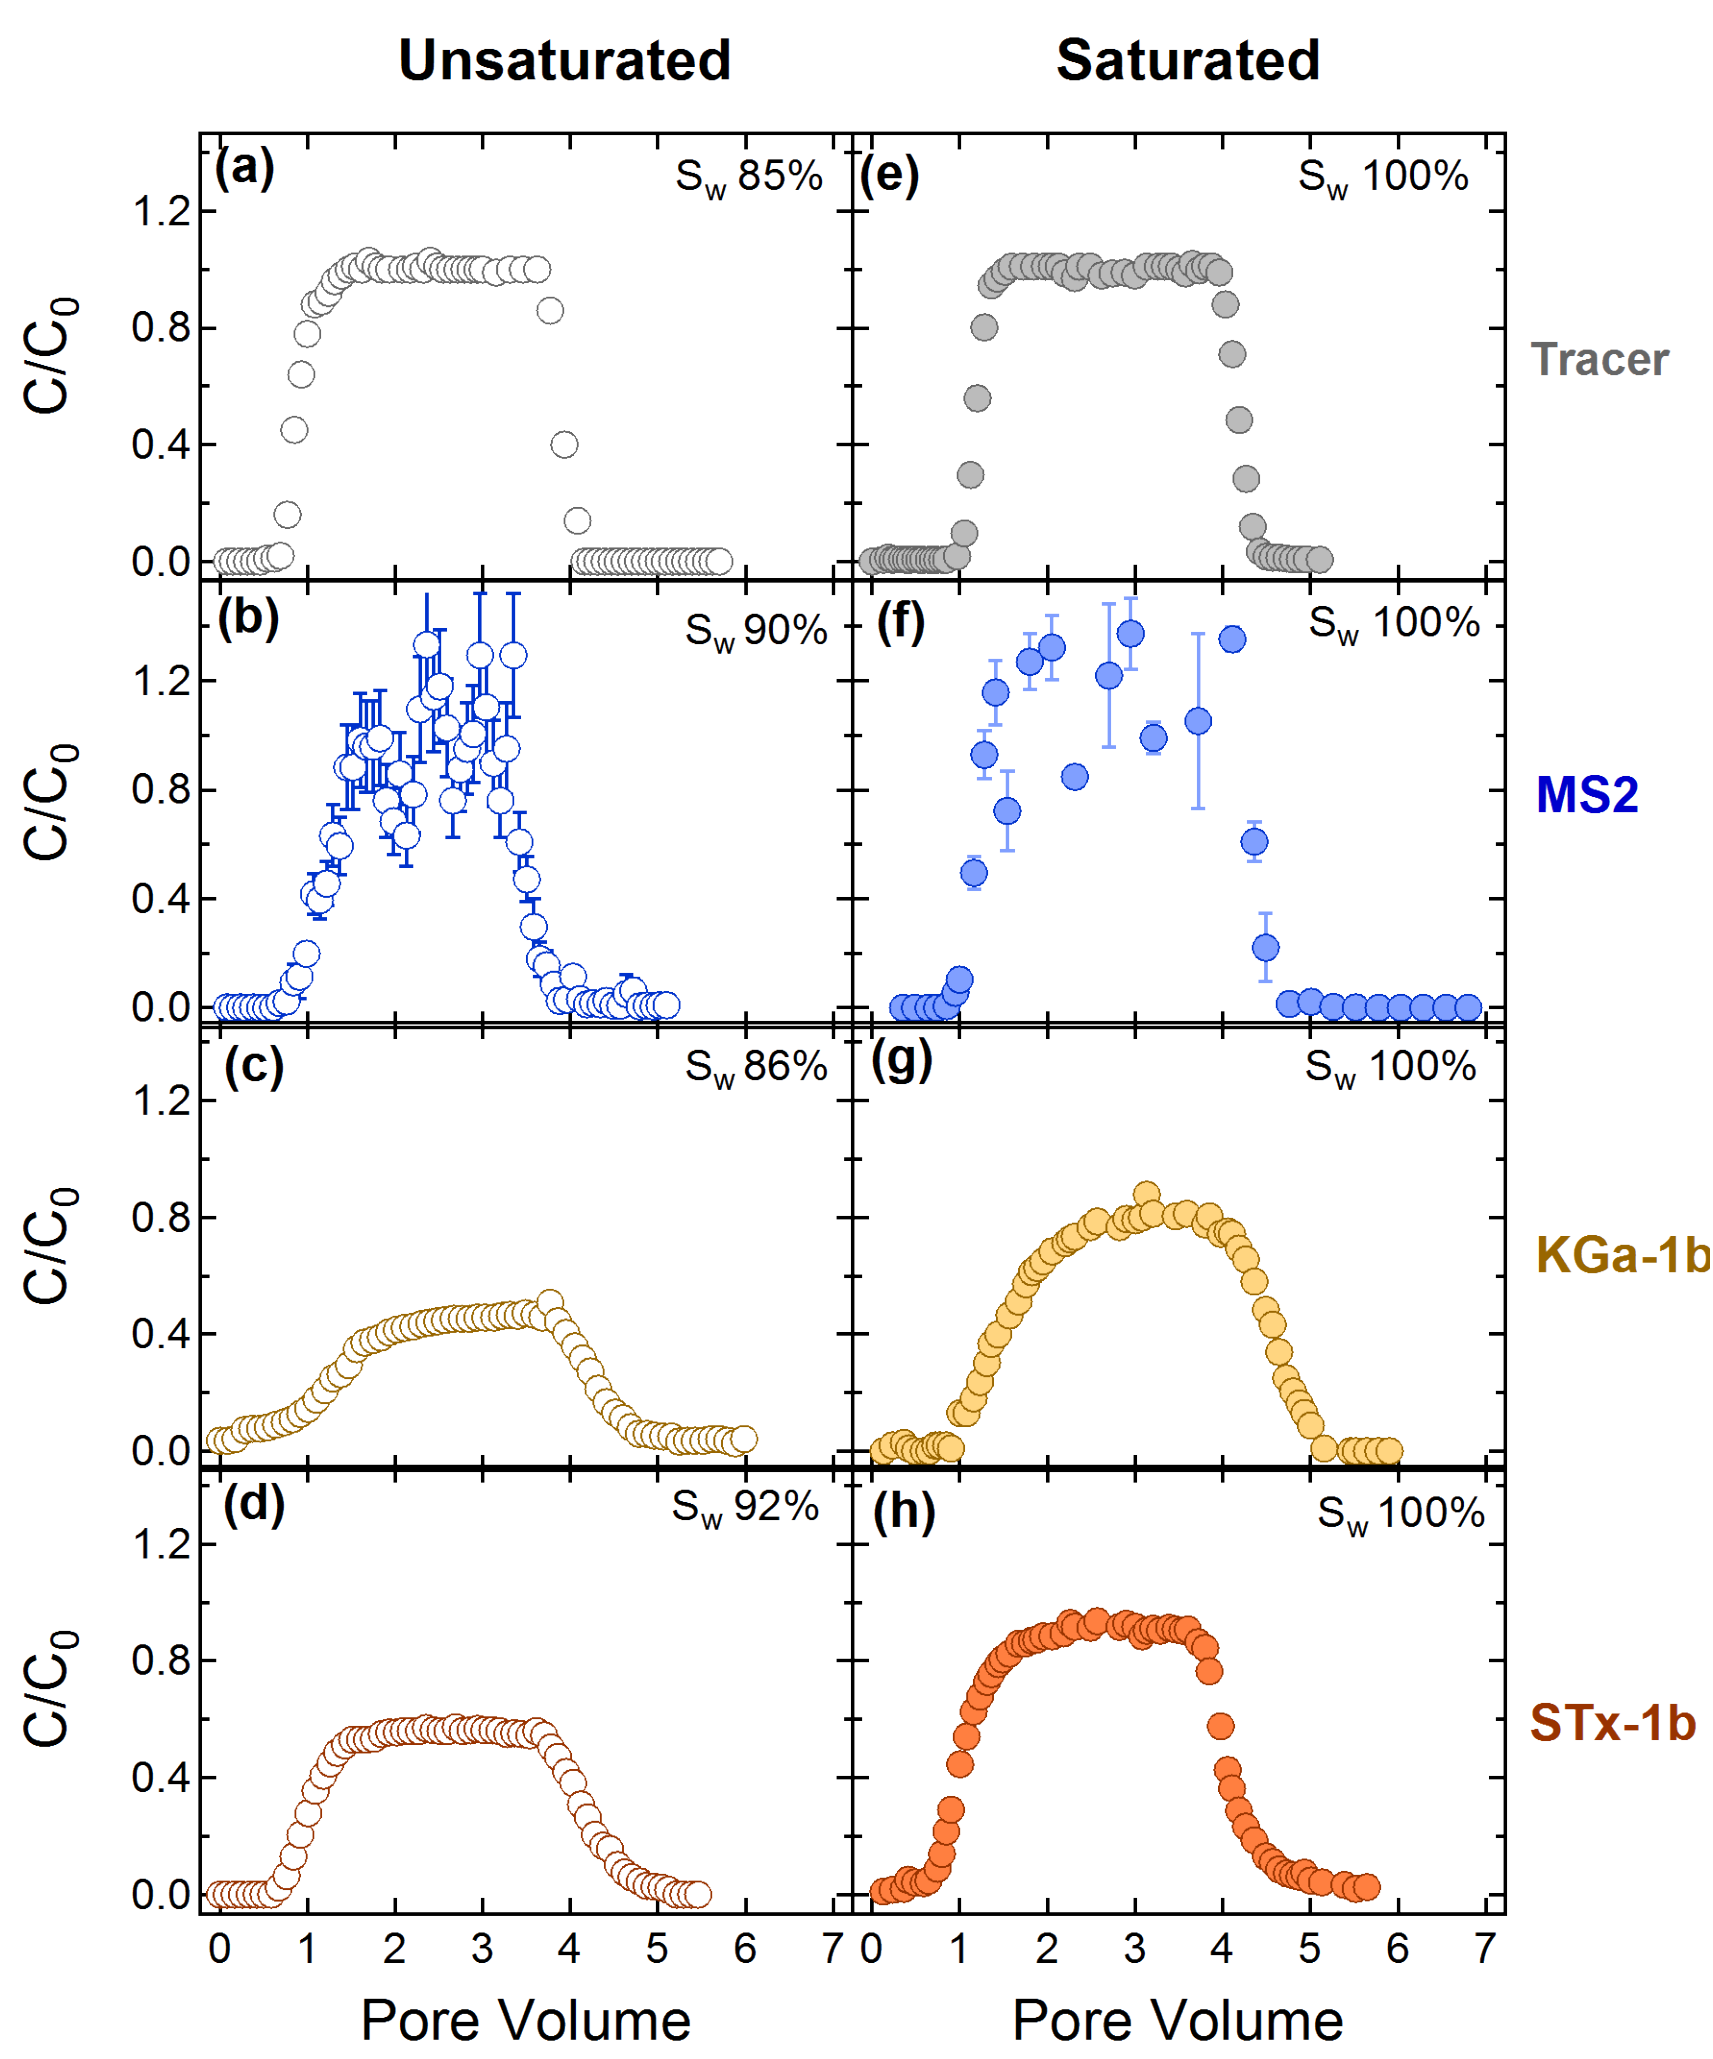 Unsaturated
Saturated
(a)
Sw 85%
(e)
Sw 100%
1.2
0.8
0.4
0.0
C/C0
Tracer
(b)
Sw 90%
(f)
Sw 100%
1.2
0.8
0.4
0.0
C/C0
MS2
(c)
Sw 86%
(g)
Sw 100%
1.2
0.8
0.4
0.0
C/C0
KGa-1b
(d)
Sw 92%
(h)
Sw 100%
1.2
0.8
0.4
0.0
C/C0
STx-1b
0 1 2 3 4 5 6 7
0 1 2 3 4 5 6 7
Pore Volume
Pore Volume